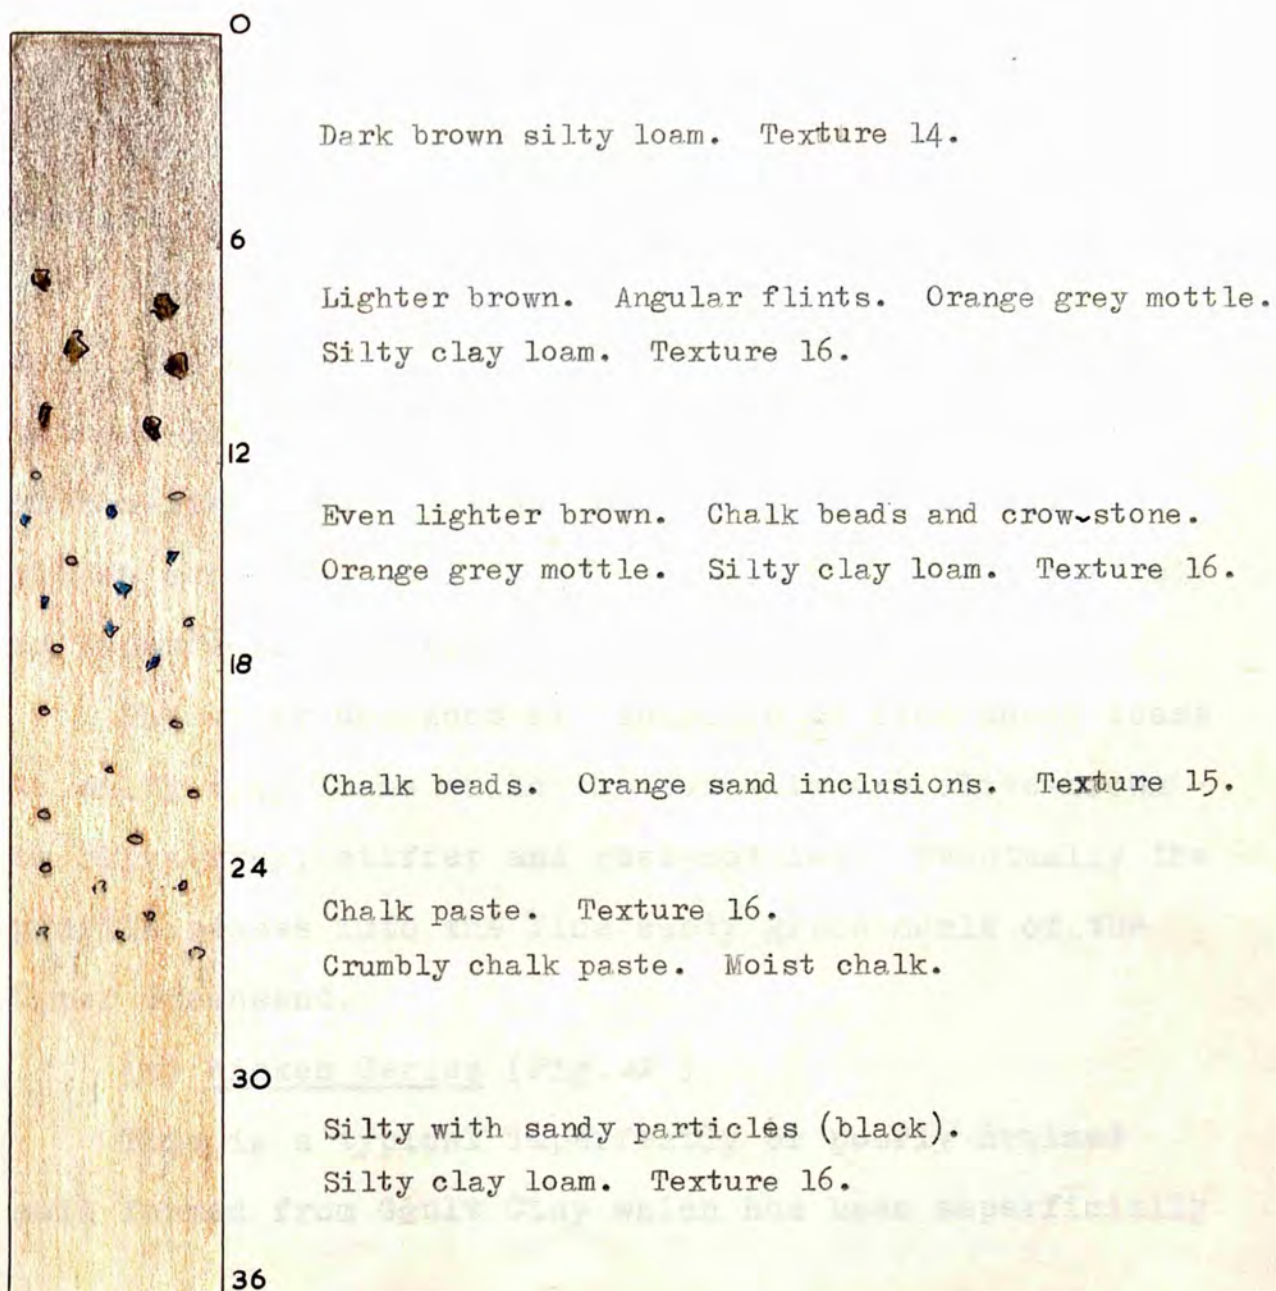 0
Dark brown silty loam. Texture 14.
6
Lighter brown. Angular flints. Orange grey mottle.
Silty clay loam. Texture 16.
12
Even lighter brown. Chalk beads and crow-stone.
Orange grey mottle. Silty clay loam. Texture 16.
18
Chalk beads. Orange sand inclusions. Texture 15.
24
Chalk paste. Texture 16.
Crumbly chalk paste. Moist chalk.
30
Silty with sandy particles (black).
Silty clay loam. Texture 16.
36